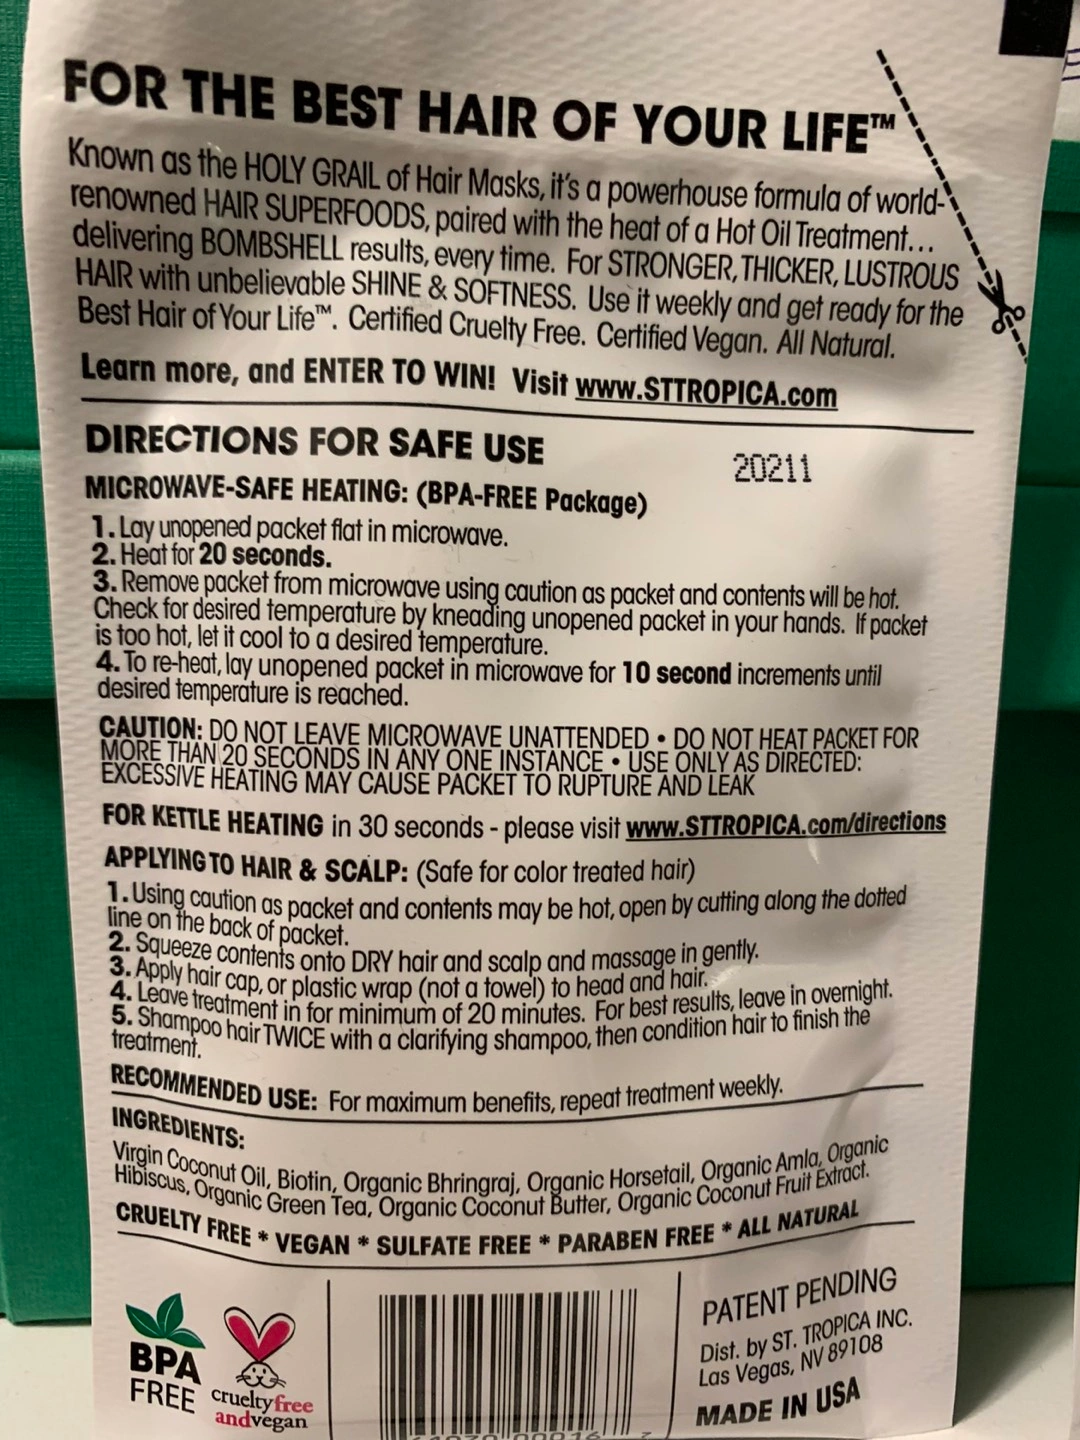 FOR THE BEST HAIR OF YOUR LIFE™
Known as the HOLY GRAIL of Hair Masks, it's a powerhouse formula of world-
renowned HAIR SUPERFOODS, paired with the heat of a Hot Oil Treatment...
delivering BOMBSHELL results, every time. For STRONGER, THICKER, LUSTROUS
HAIR with unbelievable SHINE & SOFTNESS. Use it weekly and get ready for the
Best Hair of Your Life™. Certified Cruelty Free. Certified Vegan. All Natural.
Learn more, and ENTER TO WIN! Visit www.STTROPICA.com
DIRECTIONS FOR SAFE USE
20211
MICROWAVE-SAFE HEATING: (BPA-FREE Package)
1. Lay unopened packet flat in microwave.
2. Heat for 20 seconds.
3. Remove packet from microwave using caution as packet and contents will be hot.
Check for desired temperature by kneading unopened packet in your hands. If packet
is too hot, let it cool to a desired temperature.
4. To re-heat, lay unopened packet in microwave for 10 second increments until
desired temperature is reached.
CAUTION: DO NOT LEAVE MICROWAVE UNATTENDED • DO NOT HEAT PACKET FOR
MORE THAN 20 SECONDS IN ANY ONE INSTANCE • USE ONLY AS DIRECTED:
EXCESSIVE HEATING MAY CAUSE PACKET TO RUPTURE AND LEAK
FOR KETTLE HEATING in 30 seconds - please visit www.STTROPICA.com/directions
APPLYING TO HAIR & SCALP: (Safe for color treated hair)
1. Using caution as packet and contents may be hot, open by cutting along the dotted
line on the back of packet.
2. Squeeze contents onto DRY hair and scalp and massage in gently.
3. Apply hair cap, or plastic wrap (not a towel) to head and hair.
4. Leave treatment in for minimum of 20 minutes. For best results, leave in overnight.
5. Shampoo hair TWICE with a clarifying shampoo, then condition hair to finish the
treatment.
RECOMMENDED USE: For maximum benefits, repeat treatment weekly.
INGREDIENTS:
Virgin Coconut Oil, Biotin, Organic Bhringraj, Organic Horsetail, Organic Amla, Organic
Hibiscus, Organic Green Tea, Organic Coconut Butter, Organic Coconut Fruit Extract.
CRUELTY FREE * VEGAN * SULFATE FREE * PARABEN FREE * ALL NATURAL
BPA
FREE
crueltyfree
andvegan
PATENT PENDING
Dist. by ST. TROPICA INC.
Las Vegas, NV 89108
MADE IN USA